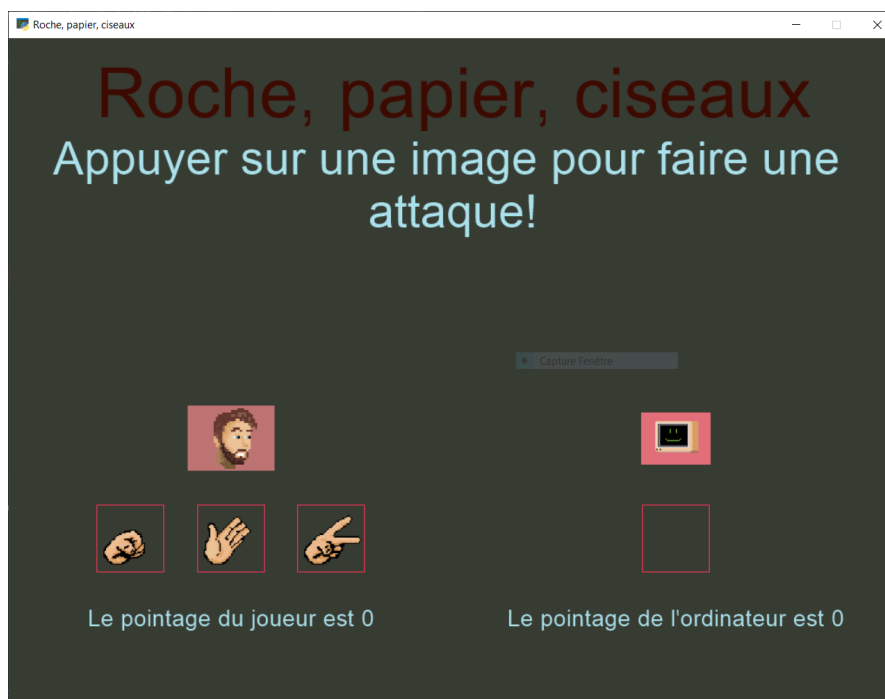 Roche, papier, ciseaux
Roche, papier, ciseaux
Appuyer sur une image pour faire une
attaque!
Capture Fenêtre
Le pointage du joueur est 0
Le pointage de l'ordinateur est 0